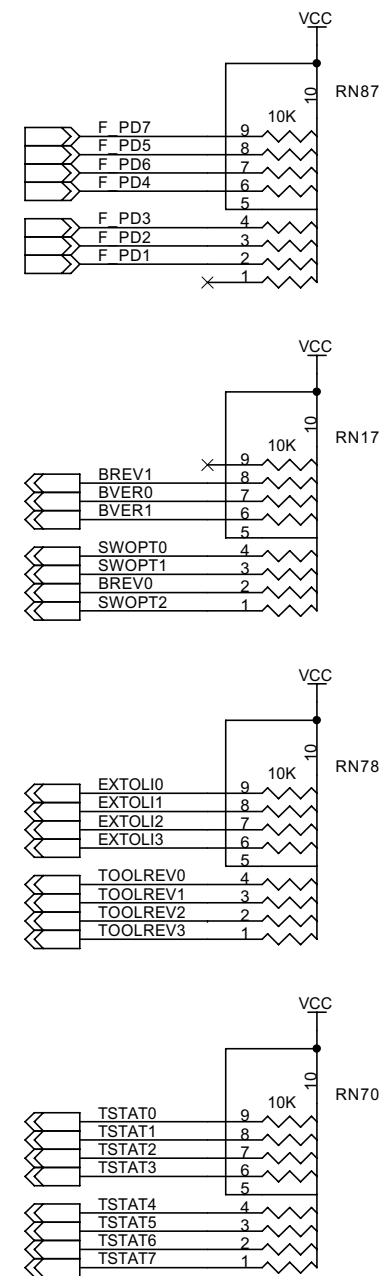 VCC
10
RN87
10K
F_PD7 9
F_PD5 8
F_PD6 7
F_PD4 6
5
F_PD3 4
F_PD2 3
F_PD1 2
1
VCC
10
RN17
10K
9
BREV1 8
BVER0 7
BVER1 6
5
SWOPT0 4
SWOPT1 3
BREV0 2
SWOPT2 1
VCC
10
RN78
10K
EXTOLI0 9
EXTOLI1 8
EXTOLI2 7
EXTOLI3 6
5
TOOLREV0 4
TOOLREV1 3
TOOLREV2 2
TOOLREV3 1
VCC
10
RN70
10K
TSTAT0 9
TSTAT1 8
TSTAT2 7
TSTAT3 6
5
TSTAT4 4
TSTAT5 3
TSTAT6 2
TSTAT7 1